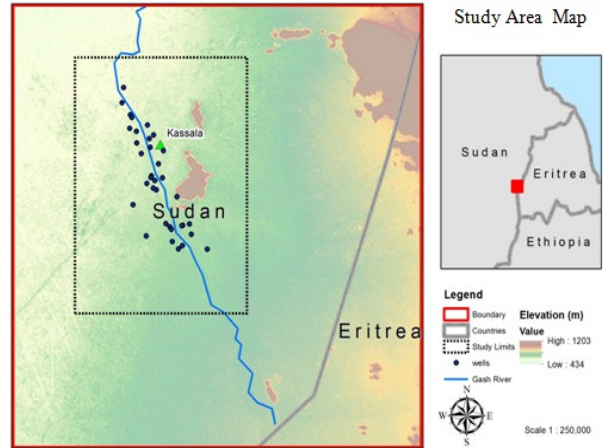 Study Area Map
Kassala
Sudan
Eritrea
Sudan
Eritrea
Ethiopia
Legend
Boundary
Countries
Study Limits
wells
Gash River
Elevation (m)
Value
High : 1203
Low : 434
N
W
E
S
Scale 1 : 250,000